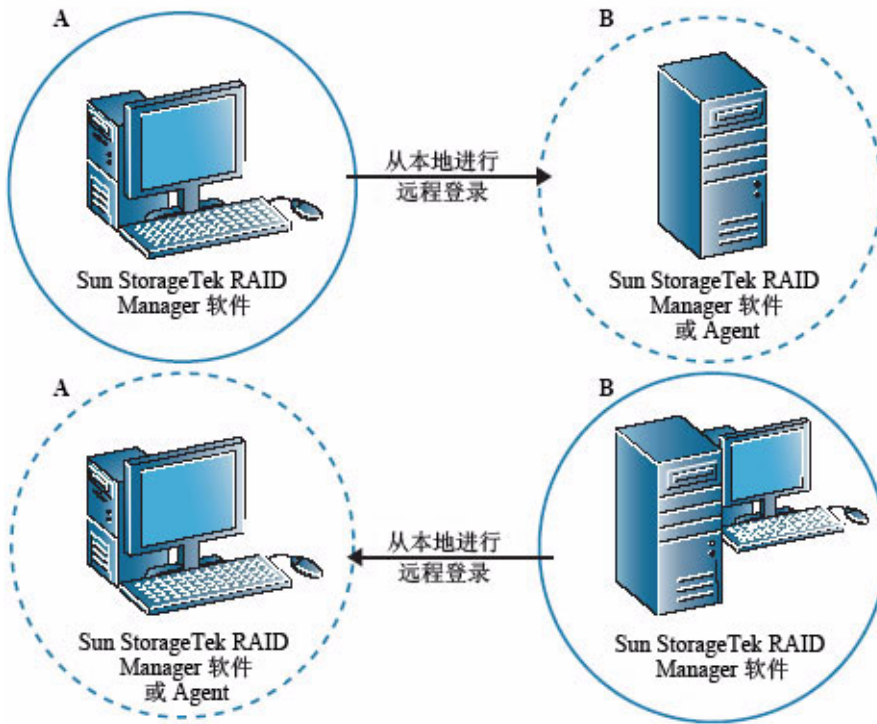 A
B
从本地进行
远程登录
Sun StorageTek RAID
Manager 软件
Sun StorageTek RAID
Manager 软件
或 Agent
A
B
从本地进行
远程登录
Sun StorageTek RAID
Manager 软件
或 Agent
Sun StorageTek RAID
Manager 软件